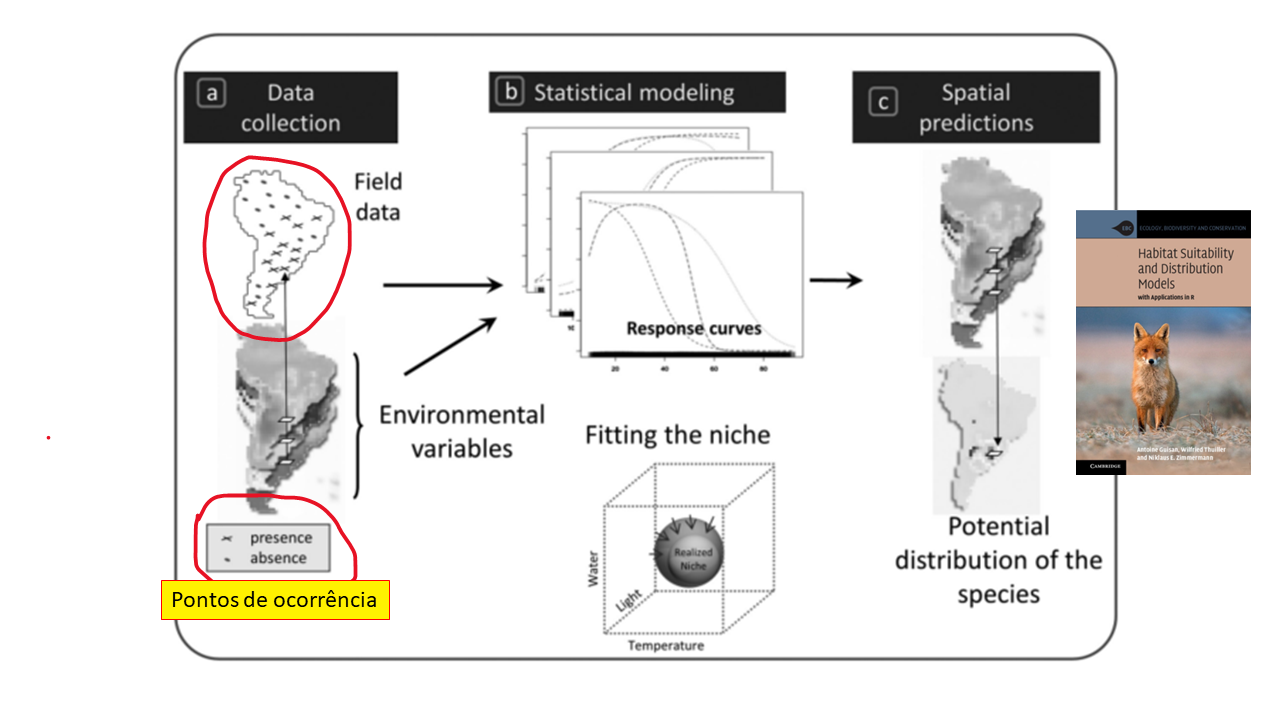 a
Data
collection
Field
data
Environmental
variables
presence
absence
Pontos de ocorrência
b
Statistical modeling
Response curves
20 40 60 80
Fitting the niche
Realized
Niche
Water
Light
Temperature
c
Spatial
predictions
Potential
distribution of the
species
EBC ECOLOGY, BIODIVERSITY AND CONSERVATION
Habitat Suitability
and Distribution
Models
with Applications in R
Antoine Guisan, Wilfried Thuiller
and Niklaus E. Zimmermann
CAMBRIDGE